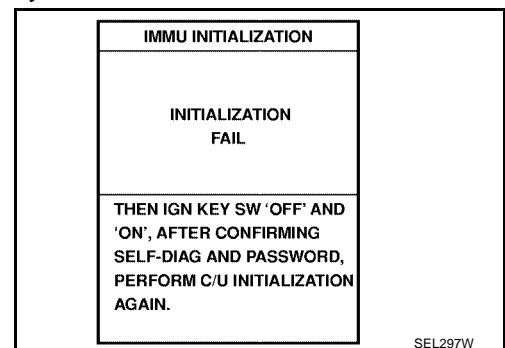 IMMU INITIALIZATION
INITIALIZATION
FAIL
THEN IGN KEY SW 'OFF' AND
'ON', AFTER CONFIRMING
SELF-DIAG AND PASSWORD,
PERFORM C/U INITIALIZATION
AGAIN.
SEL297W